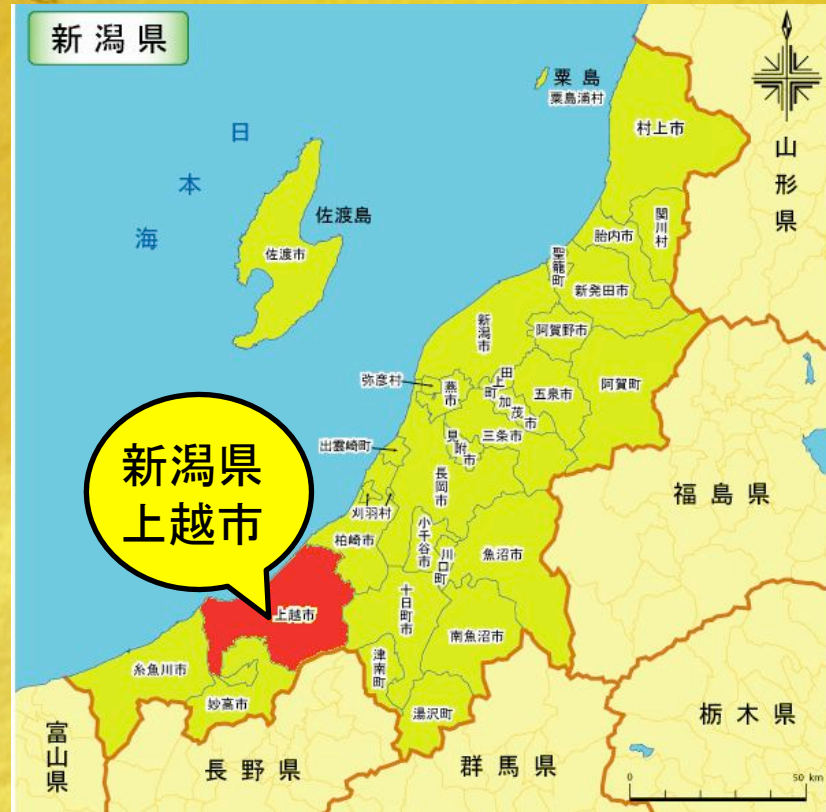 新潟県
粟島
粟島浦村
村上市
山形県
日本海
佐渡島
佐渡市
関川村
胎内市
聖籠町
新発田市
新潟市
阿賀野市
弥彦村
燕市
田上町
加茂市
五泉市
阿賀町
三条市
見附市
出雲崎町
長岡市
新潟県
上越市
刈羽村
福島県
柏崎市
小千谷市
川口町
魚沼市
上越市
十日町市
南魚沼市
糸魚川市
津南町
妙高市
湯沢町
栃木県
富山県
長野県
群馬県
0 50 km